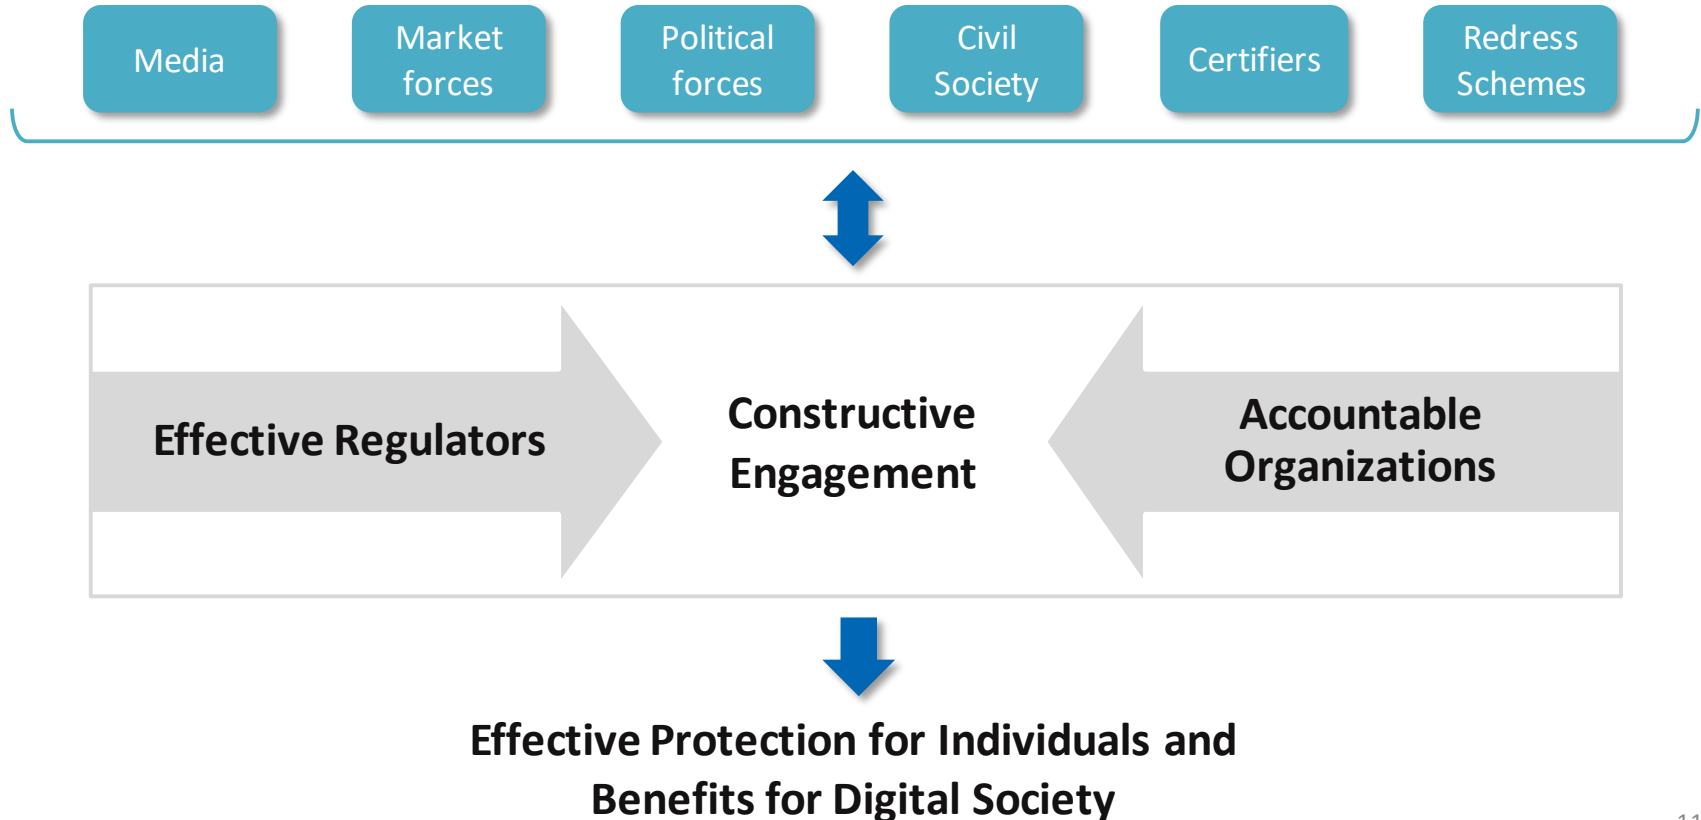 Media
Market
forces
Political
forces
Civil
Society
Certifiers
Redress
Schemes
Effective Regulators
Constructive
Engagement
Accountable
Organizations
Effective Protection for Individuals and
Benefits for Digital Society
11